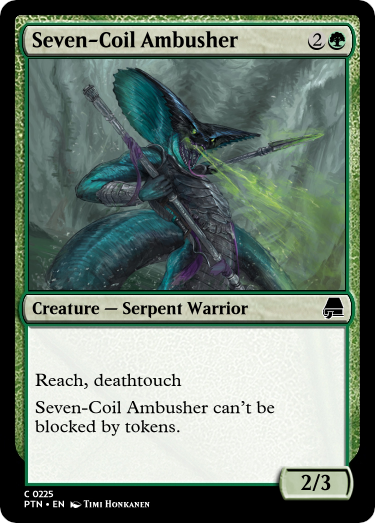 Seven-Coil Ambusher 2
Creature — Serpent Warrior
Reach, deathtouch
Seven-Coil Ambusher can't be
blocked by tokens.
2/3
C 0225
PTN • EN Timi Honkanen